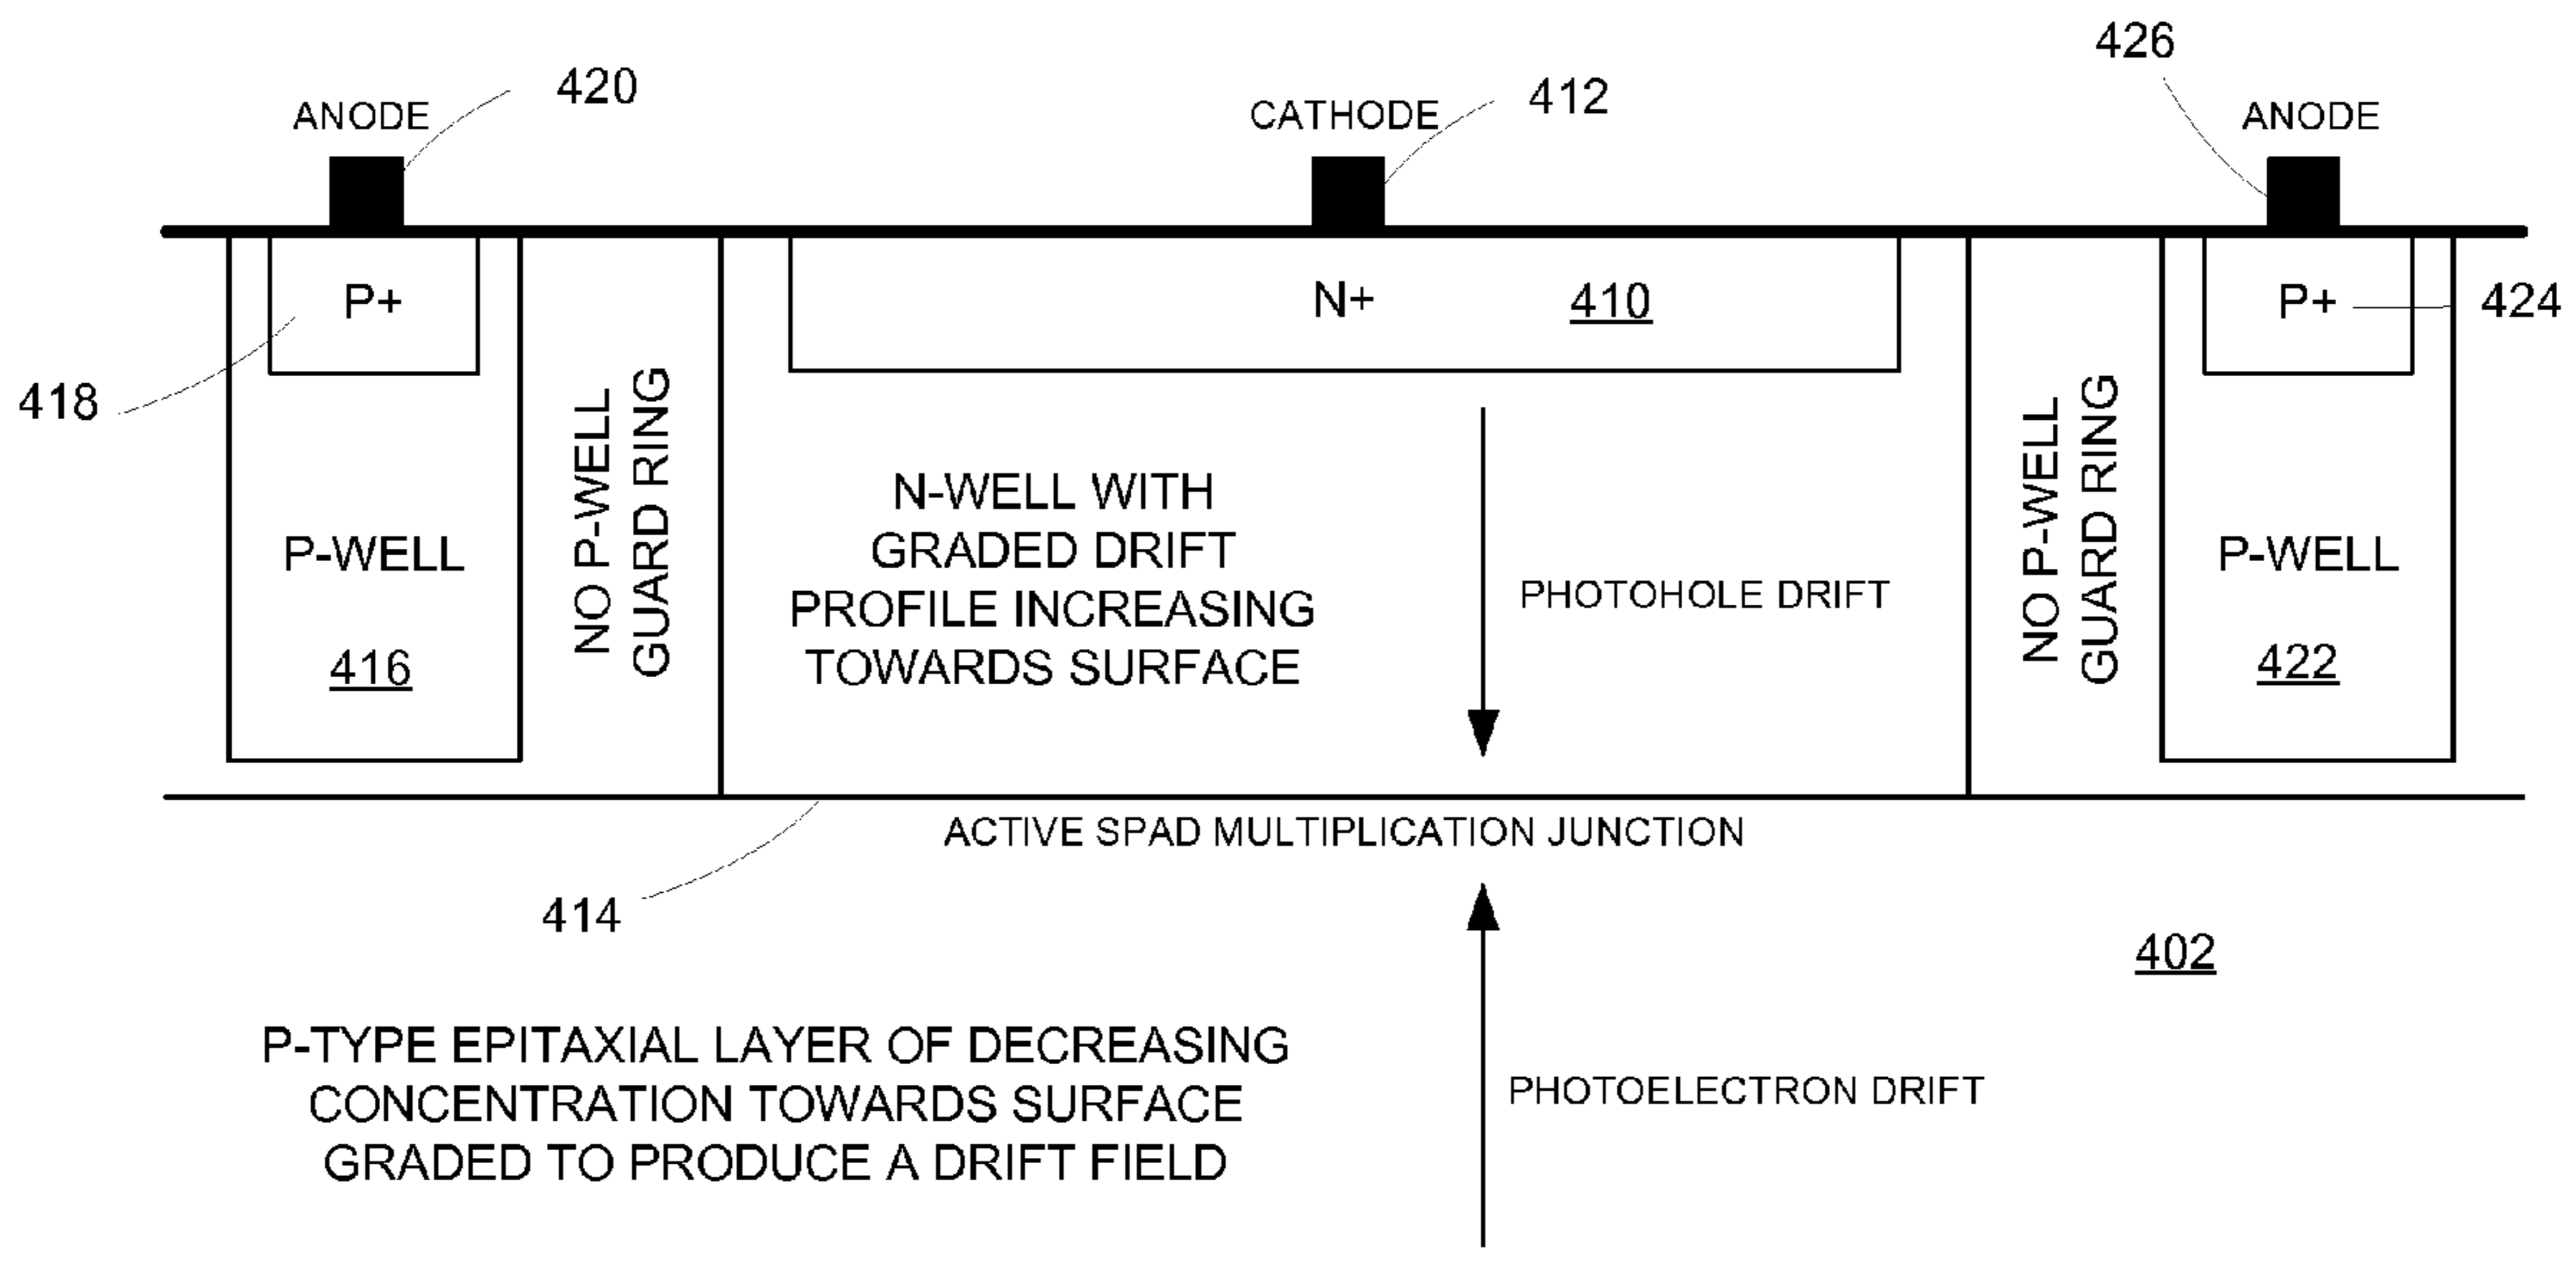 426
420
412
ANODE
CATHODE
ANODE
P+
N+
410
P+
424
418
NO P-WELL
GUARD RING
N-WELL WITH
GRADED DRIFT
PROFILE INCREASING
TOWARDS SURFACE
NO P-WELL
GUARD RING
P-WELL
416
PHOTOHOLE DRIFT
P-WELL
422
ACTIVE SPAD MULTIPLICATION JUNCTION
414
402
P-TYPE EPITAXIAL LAYER OF DECREASING
CONCENTRATION TOWARDS SURFACE
GRADED TO PRODUCE A DRIFT FIELD
PHOTOELECTRON DRIFT